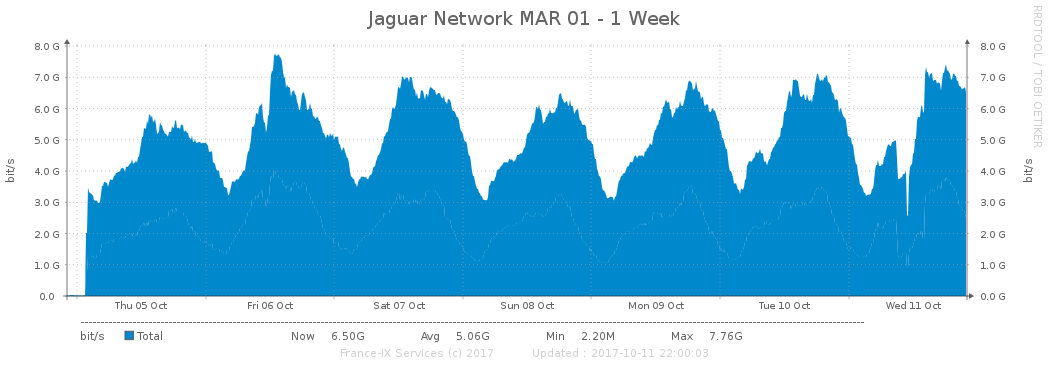 Jaguar Network MAR 01 - 1 Week
RRDTOOL / TOBI OETIKER
bit/s
8.0 G
7.0 G
6.0 G
5.0 G
4.0 G
3.0 G
2.0 G
1.0 G
0.0
8.0 G
7.0 G
6.0 G
5.0 G
4.0 G
3.0 G
2.0 G
1.0 G
0.0 G
bit/s
Thu 05 Oct Fri 06 Oct Sat 07 Oct Sun 08 Oct Mon 09 Oct Tue 10 Oct Wed 11 Oct
bit/s Total Now 6.50G Avg 5.06G Min 2.20M Max 7.76G
France-IX Services (c) 2017 Updated : 2017-10-11 22:00:03